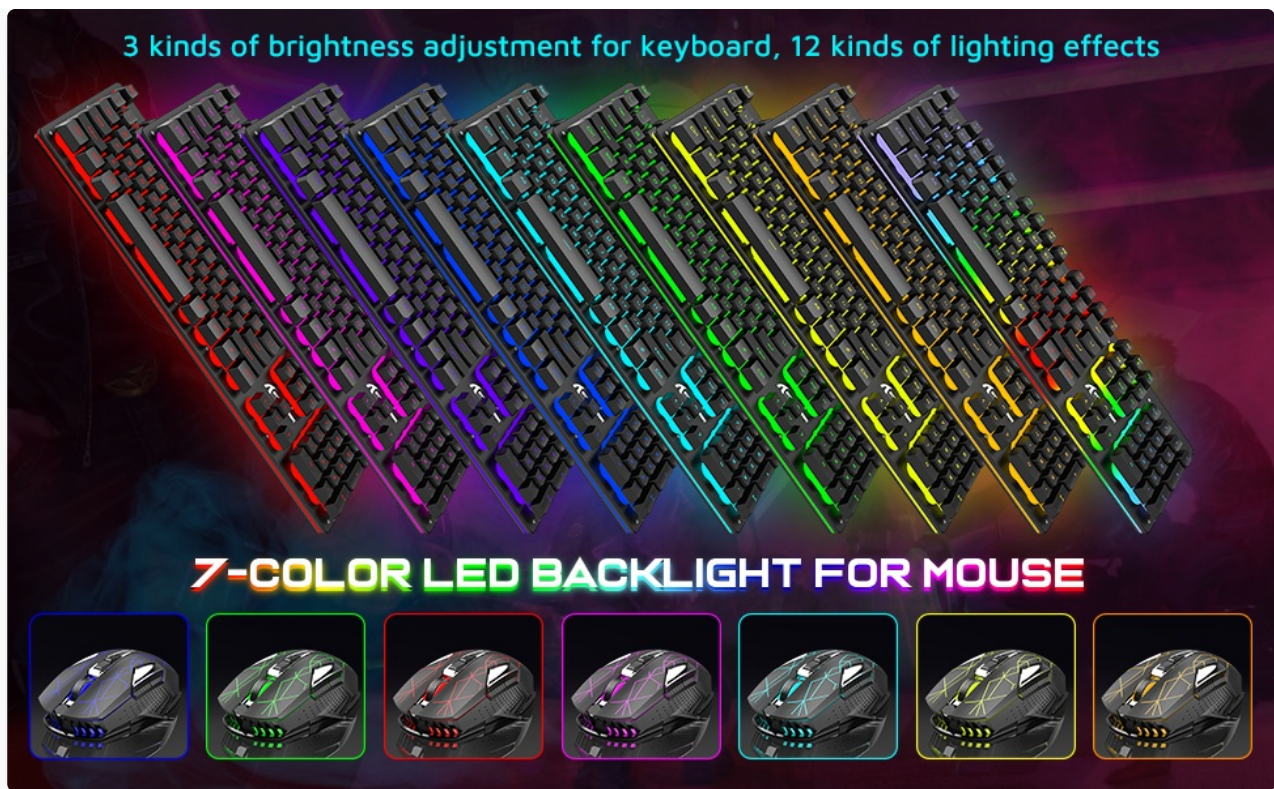 3 kinds of brightness adjustment for keyboard, 12 kinds of lighting effects
7-COLOR LED BACKLIGHT FOR MOUSE